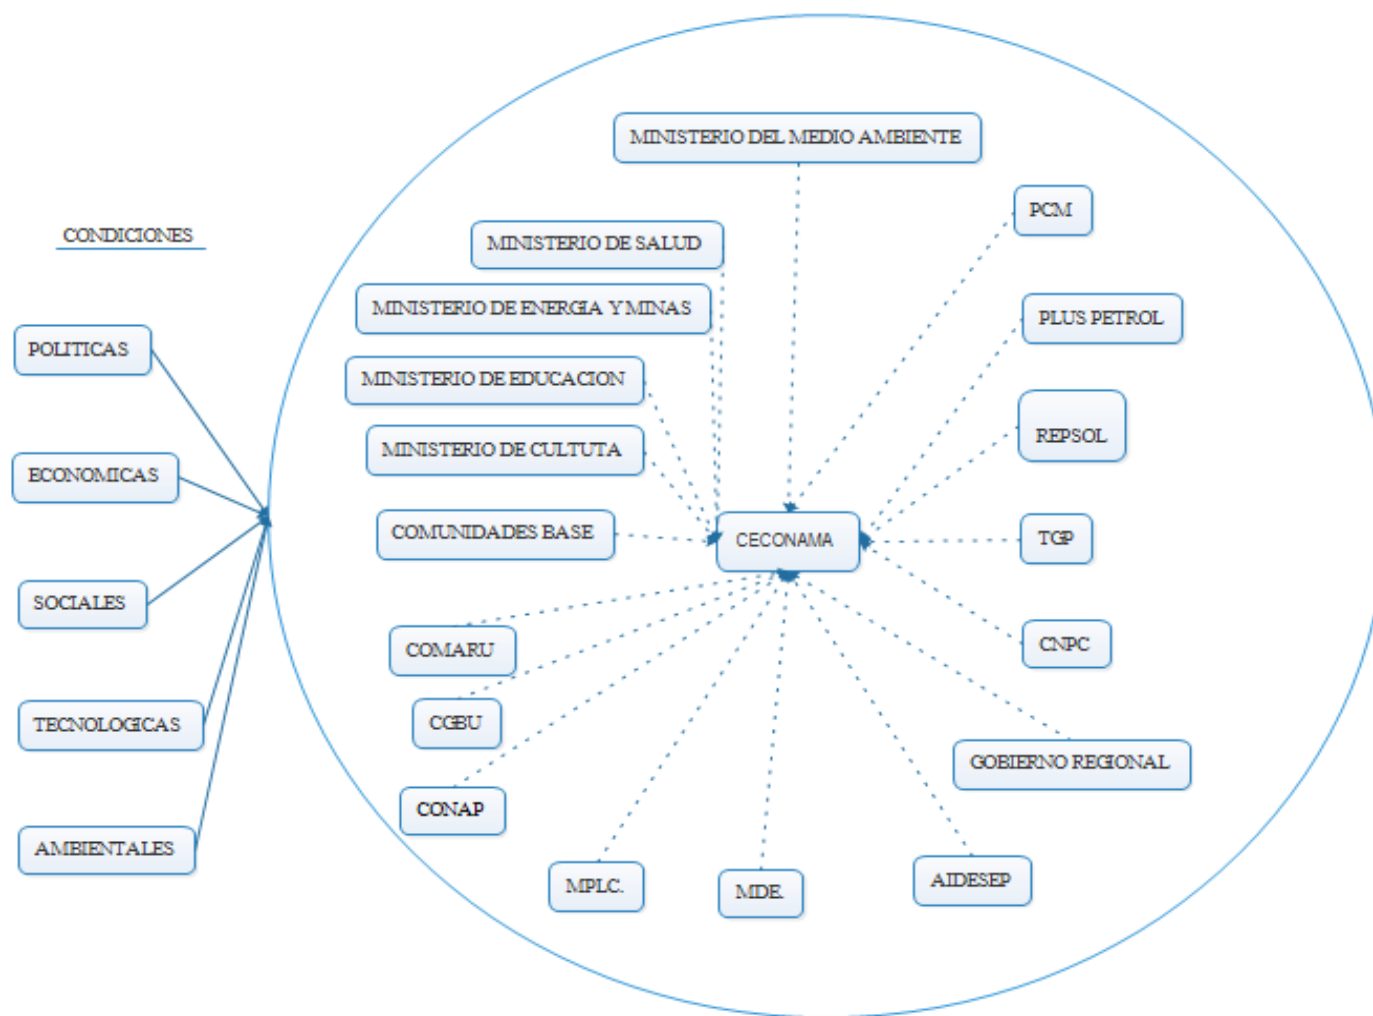 CONDICIONES
POLITICAS
ECONOMICAS
SOCIALES
TECNOLOGICAS
AMBIENTALES
MINISTERIO DEL MEDIO AMBIENTE
PCM
MINISTERIO DE SALUD
MINISTERIO DE ENERGIA Y MINAS
PLUS PETROL
MINISTERIO DE EDUCACION
MINISTERIO DE CULTUTA
REPSOL
COMUNIDADES BASE
CECONAMA
TGP
COMARU
CNPC
CGBU
GOBIERNO REGIONAL
CONAP
MPLC.
MDE.
AIDESEP